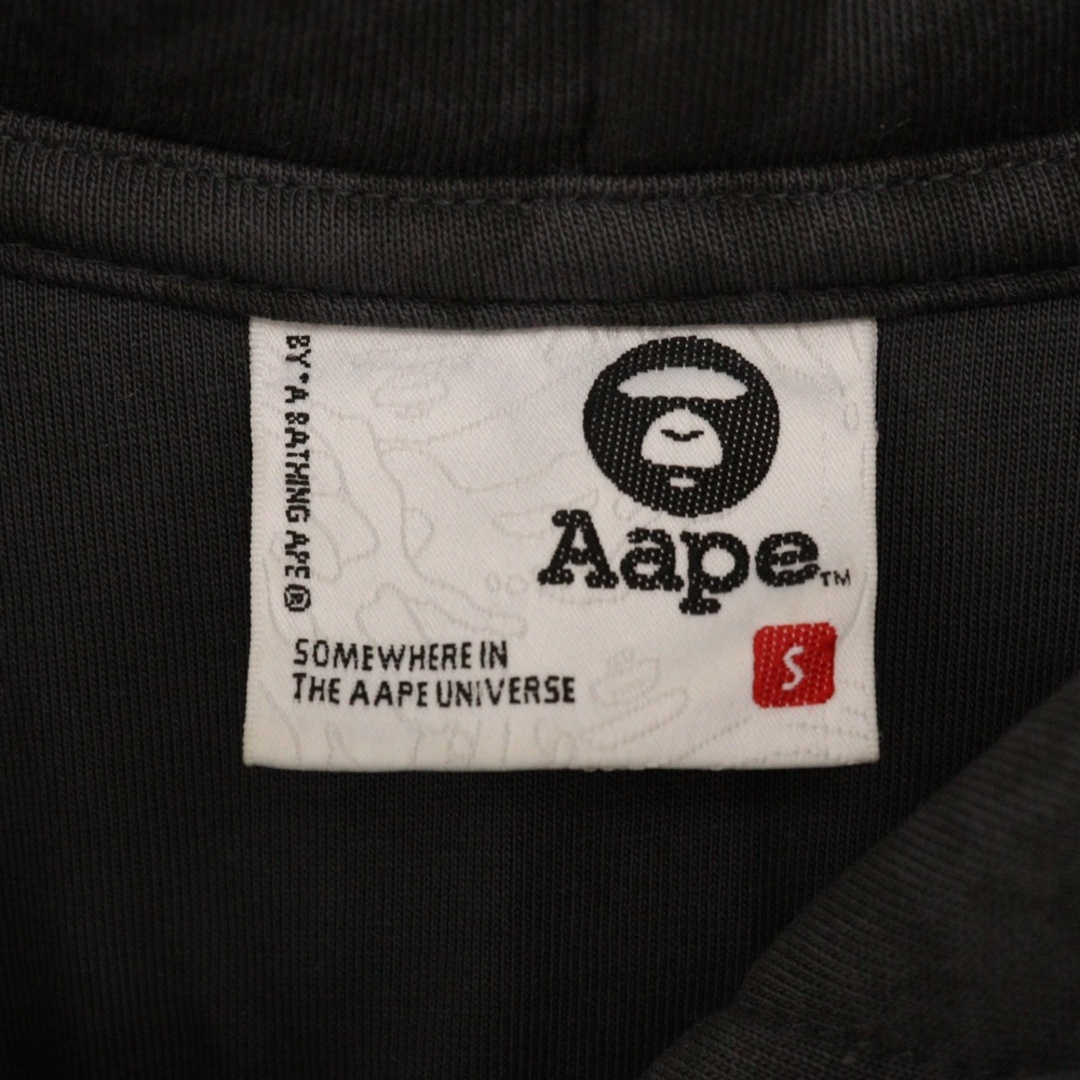 BY*A BATHING APE®
Aape™
SOMEWHERE IN
THE AAPE UNIVERSE
S